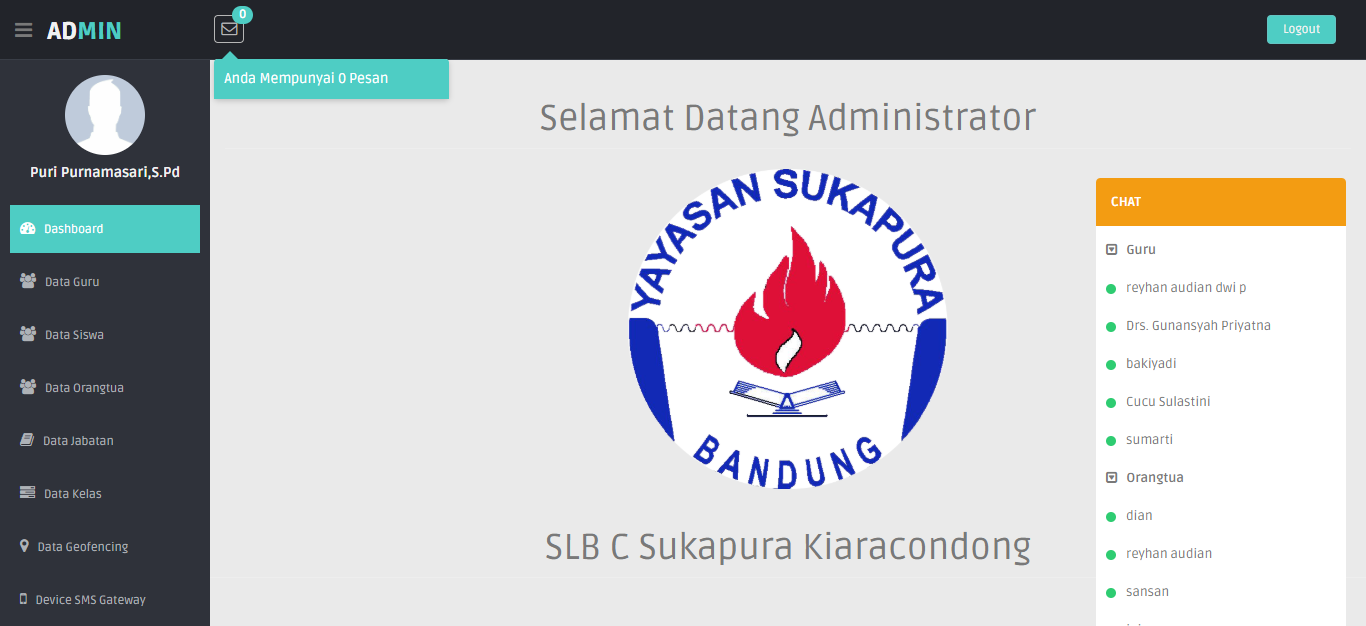 ADMIN
0
Logout
Anda Mempunyai 0 Pesan
Puri Purnamasari,S.Pd
Dashboard
Data Guru
Data Siswa
Data Orangtua
Data Jabatan
Data Kelas
Data Geofencing
Device SMS Gateway
Selamat Datang Administrator
YAYASAN SUKAPURA
BANDUNG
SLB C Sukapura Kiaracondong
CHAT
Guru
reyhan audian dwi p
Drs. Gunansyah Priyatna
bakiyadi
Cucu Sulastini
sumarti
Orangtua
dian
reyhan audian
sansan